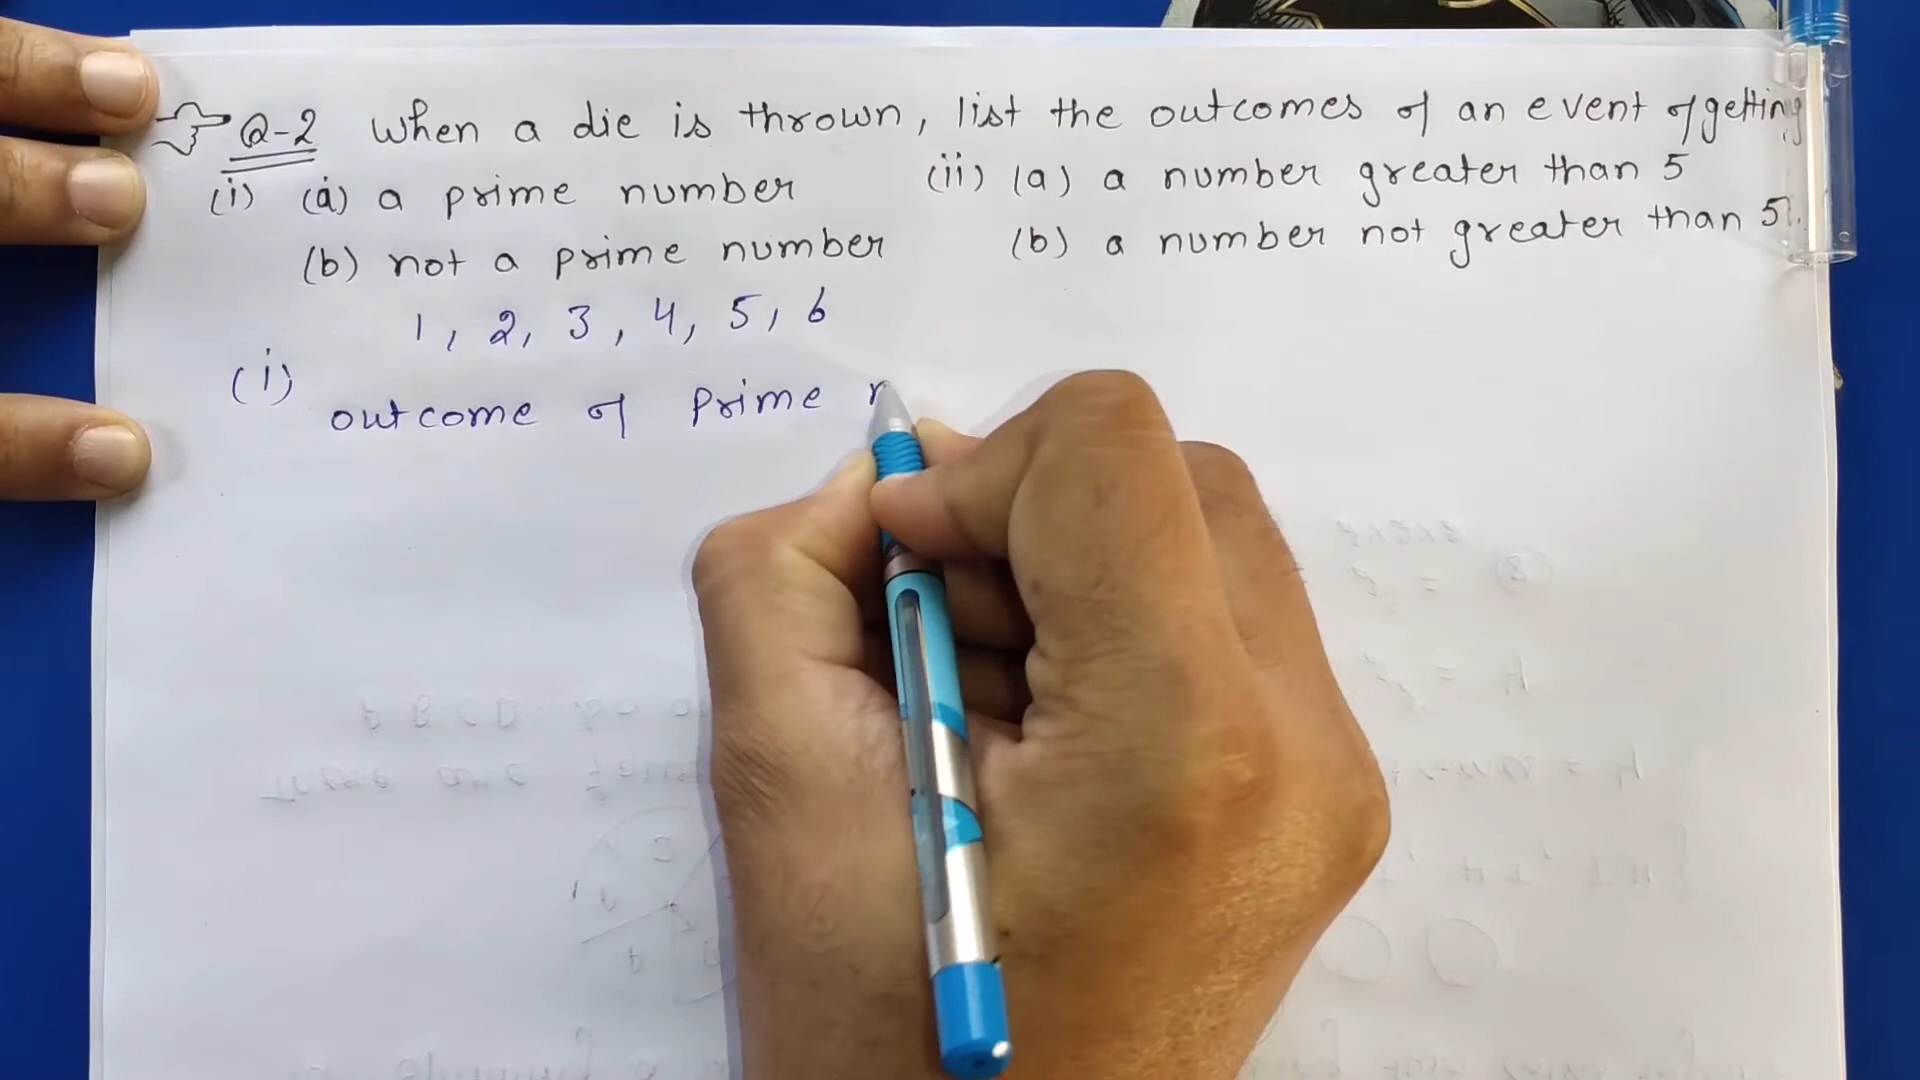 Q-2 When a die is thrown, list the outcomes of an event of getting
(i) (a) a prime number (ii) (a) a number greater than 5
(b) not a prime number (b) a number not greater than 5.
1, 2, 3, 4, 5, 6
(i)
outcome of Prime n